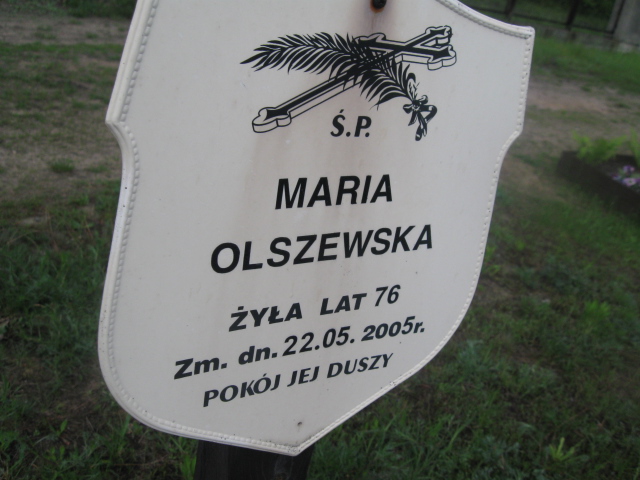 Ś.P.
MARIA
OLSZEWSKA
ŻYŁA LAT 76
Zm. dn. 22.05. 2005r.
POKÓJ JEJ DUSZY